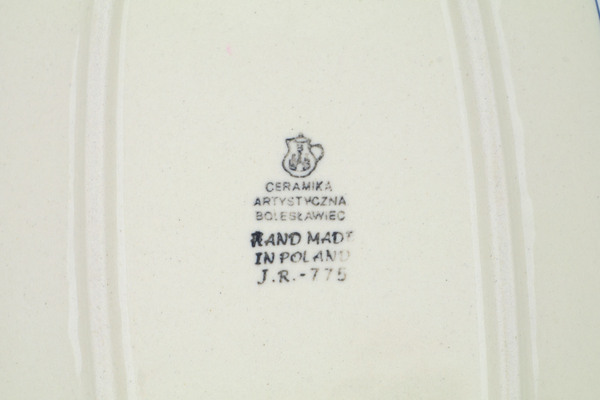 CERAMIKA
ARTYSTYCZNA
BOLESŁAWIEC
HAND MADE
IN POLAND
J.R.-775